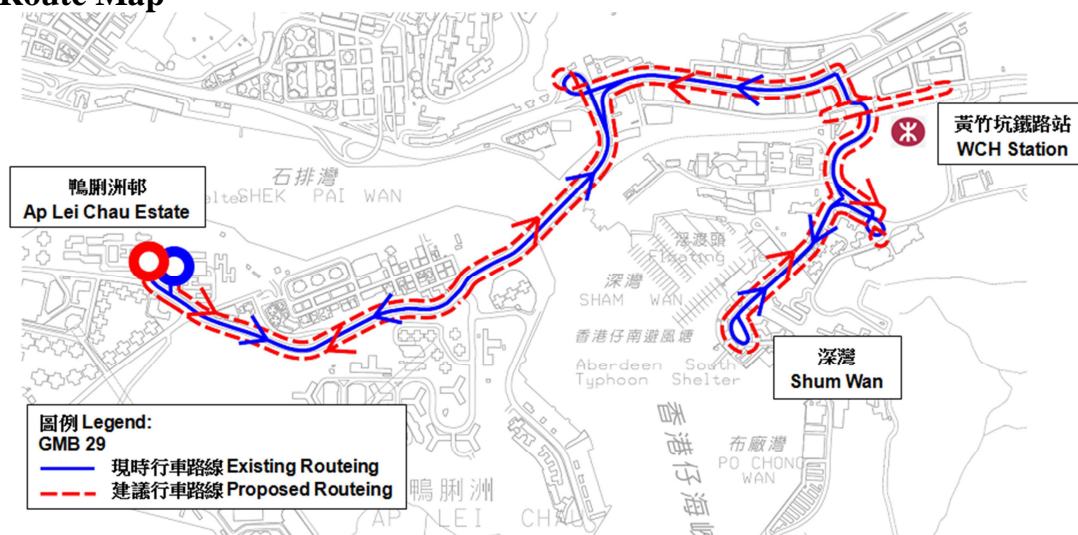 Route Map
黃竹坑鐵路站
WCH Station
鴨脷洲邨
Ap Lei Chau Estate
石排灣
SHEK PAI WAN
深灣
SHAM WAN
香港仔南避風塘
Aberdeen South
Typhoon Shelter
深灣
Shum Wan
布廠灣
PO CHONG
WAN
香港仔海峽
鴨脷洲
AP LEI CHAU
圖例 Legend:
GMB 29
現時行車路線 Existing Routeing
建議行車路線 Proposed Routeing